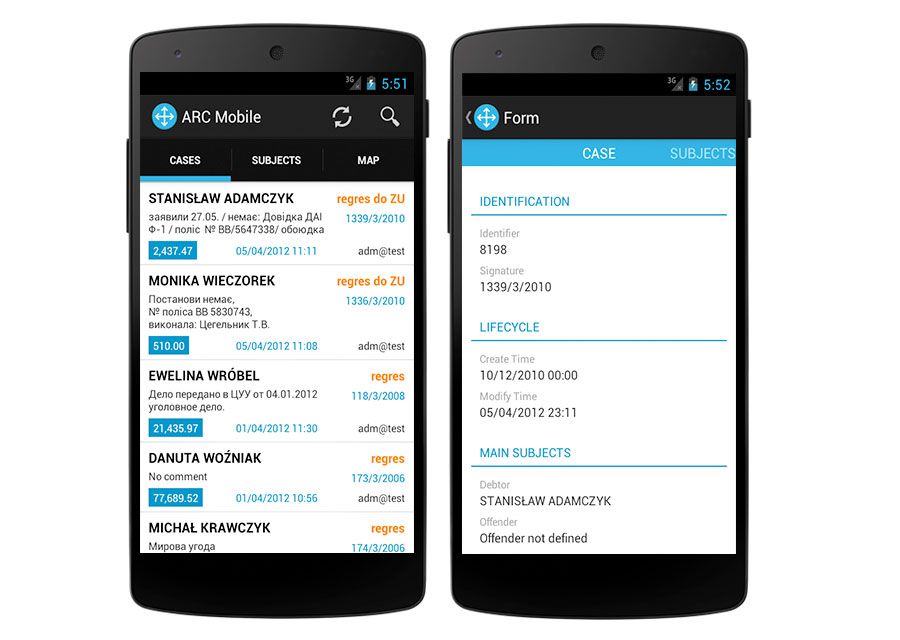 3G 5:51
ARC Mobile
CASES SUBJECTS MAP
STANISŁAW ADAMCZYK regres do ZU
заявили 27.05. / немає: Довідка ДАІ 1339/3/2010
Ф-1 / поліс № ВВ/5647338/ обоюдка
2,437.47 05/04/2012 11:11 adm@test
MONIKA WIECZOREK regres do ZU
Постанови немає, 1336/3/2010
№ поліса ВВ 5830743,
виконала: Цегельник Т.В.
510.00 05/04/2012 11:08 adm@test
EWELINA WRÓBEL regres
Дело передано в ЦУУ от 04.01.2012 118/3/2008
уголовное дело.
21,435.97 01/04/2012 11:30 adm@test
DANUTA WOŹNIAK regres
No comment 173/3/2006
77,689.52 01/04/2012 10:56 adm@test
MICHAŁ KRAWCZYK regres
Мирова угода 174/3/2006
3G 5:52
Form
CASE SUBJECTS
IDENTIFICATION
Identifier
8198
Signature
1339/3/2010
LIFECYCLE
Create Time
10/12/2010 00:00
Modify Time
05/04/2012 23:11
MAIN SUBJECTS
Debtor
STANISŁAW ADAMCZYK
Offender
Offender not defined